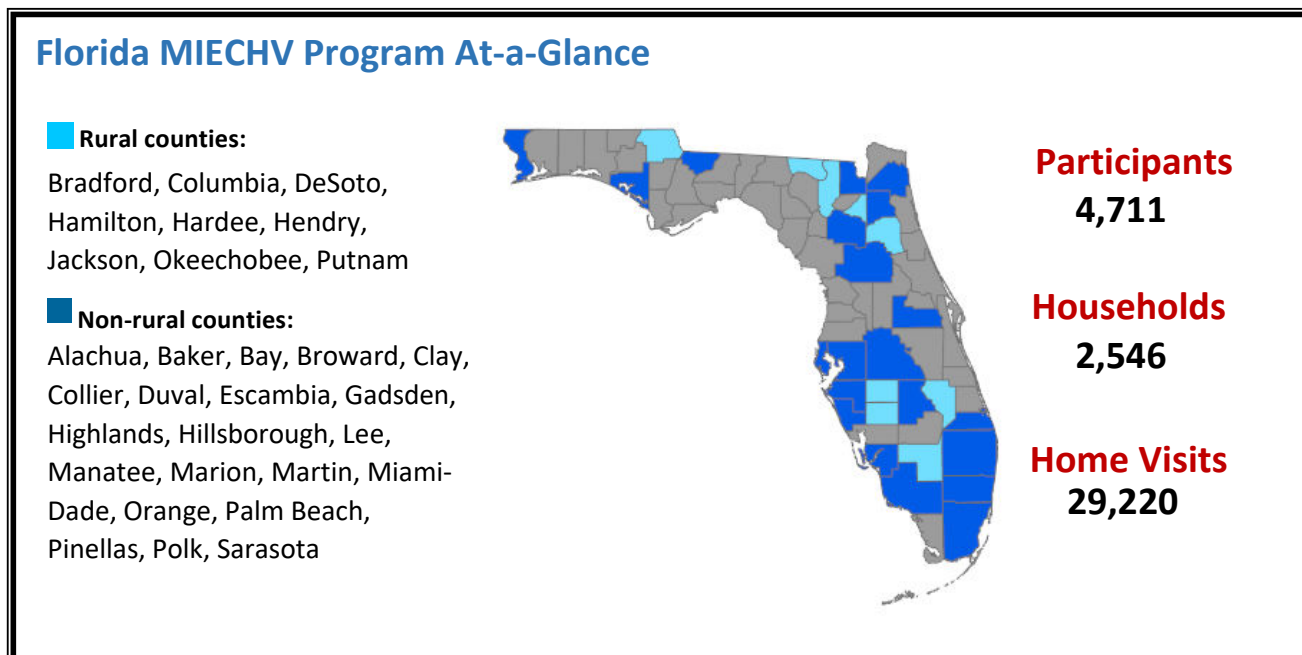 Florida MIECHV Program At-a-Glance
Rural counties:
Bradford, Columbia, DeSoto,
Hamilton, Hardee, Hendry,
Jackson, Okeechobee, Putnam
Non-rural counties:
Alachua, Baker, Bay, Broward, Clay,
Collier, Duval, Escambia, Gadsden,
Highlands, Hillsborough, Lee,
Manatee, Marion, Martin, Miami-
Dade, Orange, Palm Beach,
Pinellas, Polk, Sarasota
Participants
4,711
Households
2,546
Home Visits
29,220